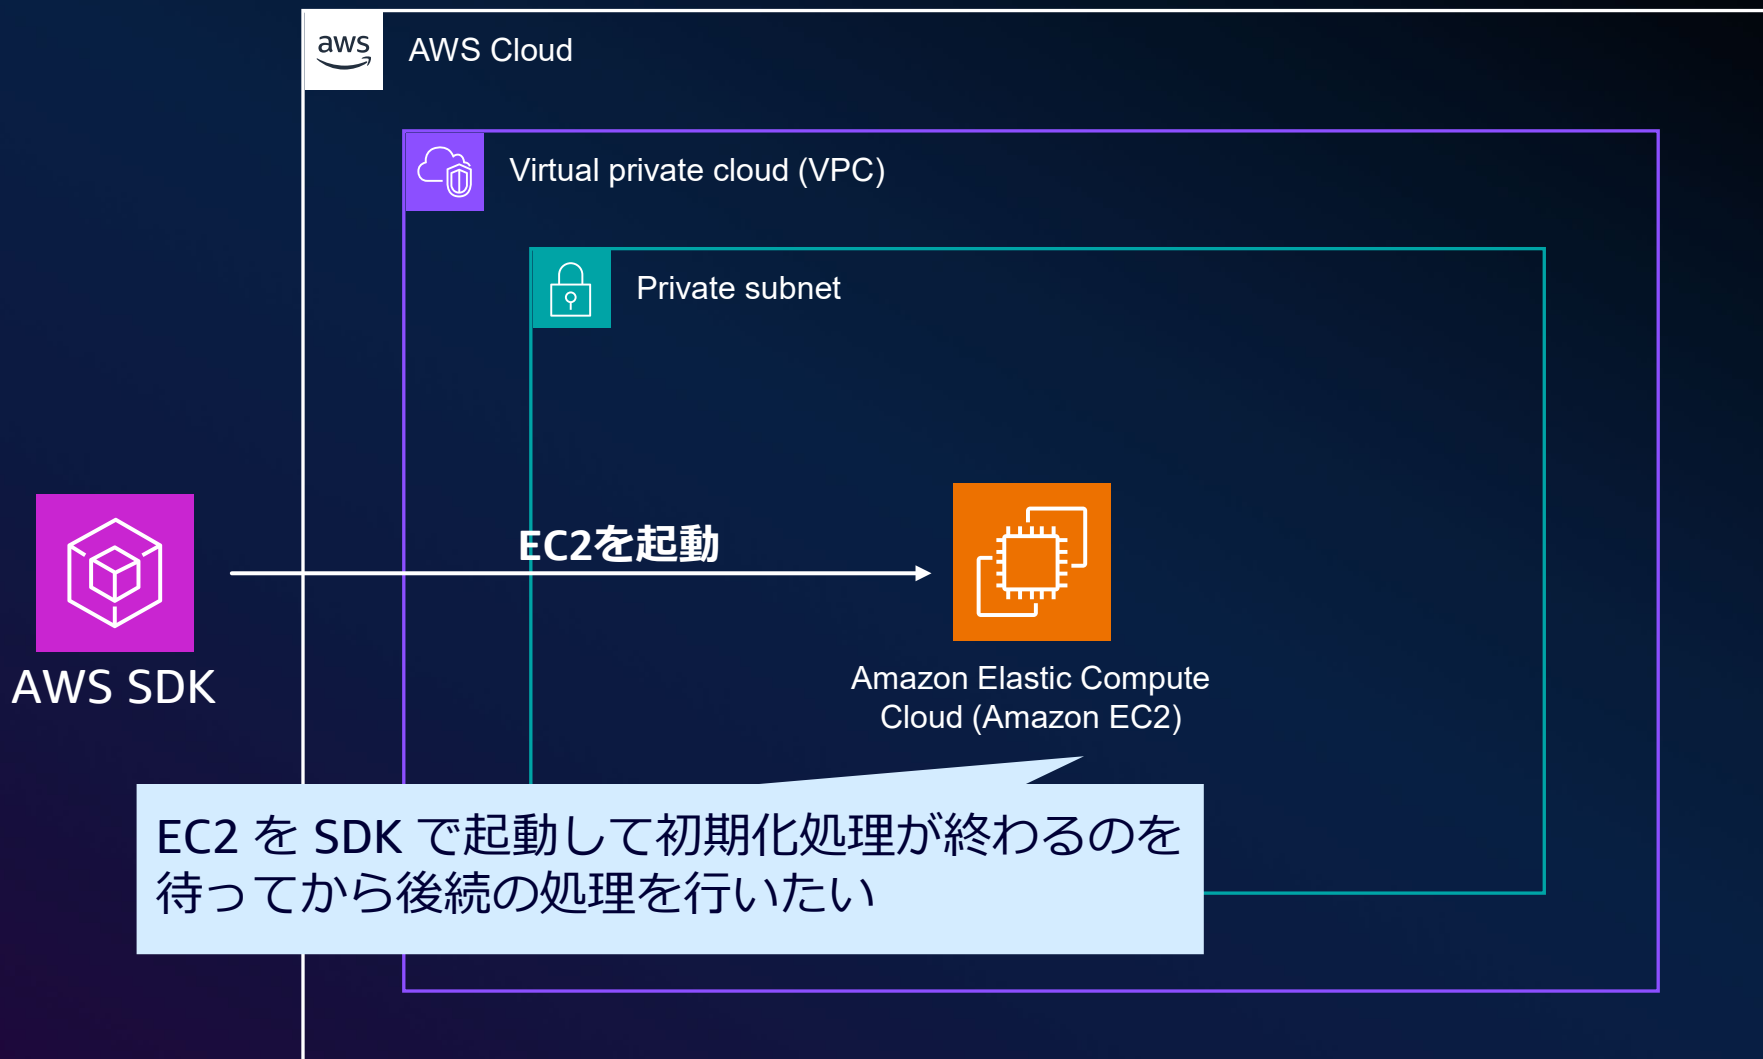 aws
AWS Cloud
Virtual private cloud (VPC)
Private subnet
EC2を起動
AWS SDK
Amazon Elastic Compute
Cloud (Amazon EC2)
EC2 を SDK で起動して初期化処理が終わるのを
待ってから後続の処理を行いたい